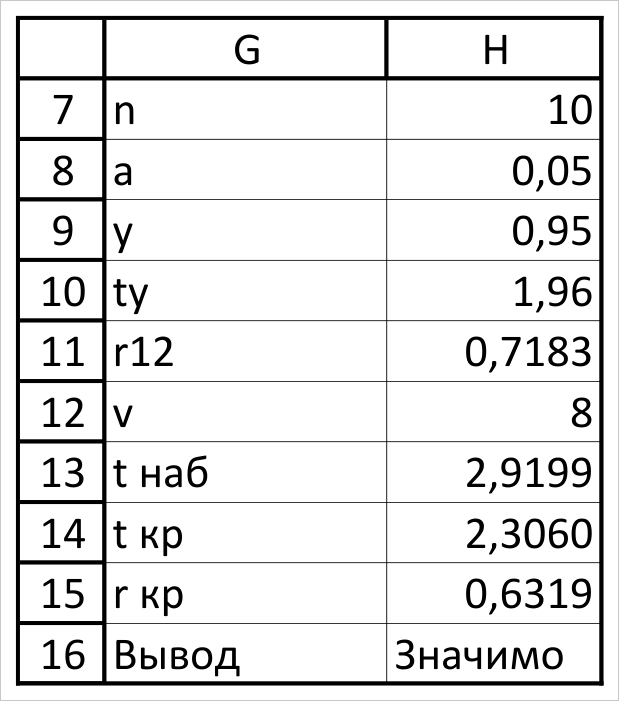 G H
7 n 10
8 a 0,05
9 y 0,95
10 ty 1,96
11 r12 0,7183
12 v 8
13 t наб 2,9199
14 t кр 2,3060
15 r кр 0,6319
16 Вывод Значимо